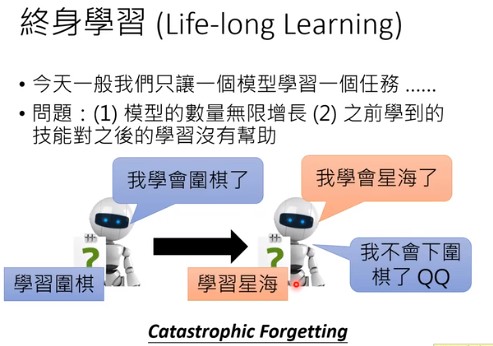 終身學習 (Life-long Learning)
• 今天一般我們只讓一個模型學習一個任務 ......
• 問題：(1) 模型的數量無限增長 (2) 之前學到的
技能對之後的學習沒有幫助
我學會圍棋了
我學會星海了
?
?
學習圍棋
學習星海
我不會下圍
棋了 QQ
Catastrophic Forgetting